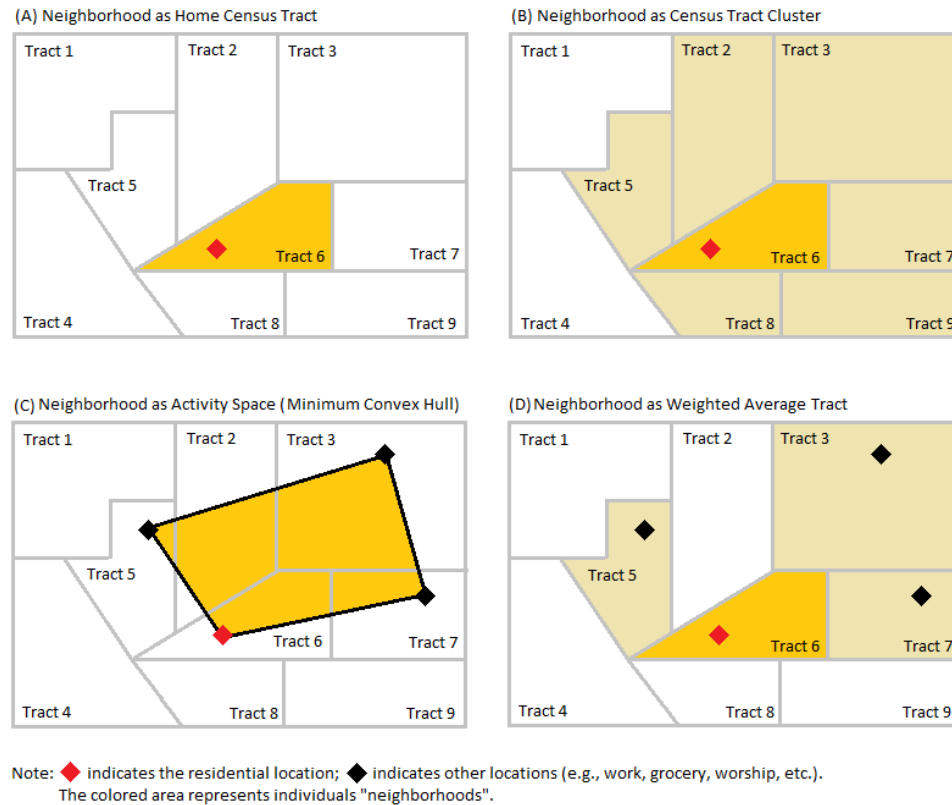 (A) Neighborhood as Home Census Tract
(B) Neighborhood as Census Tract Cluster
Tract 1
Tract 2
Tract 3
Tract 5
Tract 6
Tract 7
Tract 4
Tract 8
Tract 9
Tract 2
Tract 3
Tract 1
Tract 5
Tract 6
Tract 7
Tract 4
Tract 8
Tract 9
(C) Neighborhood as Activity Space (Minimum Convex Hull)
(D) Neighborhood as Weighted Average Tract
Tract 1
Tract 2
Tract 3
Tract 5
Tract 6
Tract 7
Tract 4
Tract 8
Tract 9
Tract 1
Tract 2
Tract 3
Tract 5
Tract 6
Tract 7
Tract 4
Tract 8
Tract 9
Note: indicates the residential location; indicates other locations (e.g., work, grocery, worship, etc.).
The colored area represents individuals "neighborhoods".